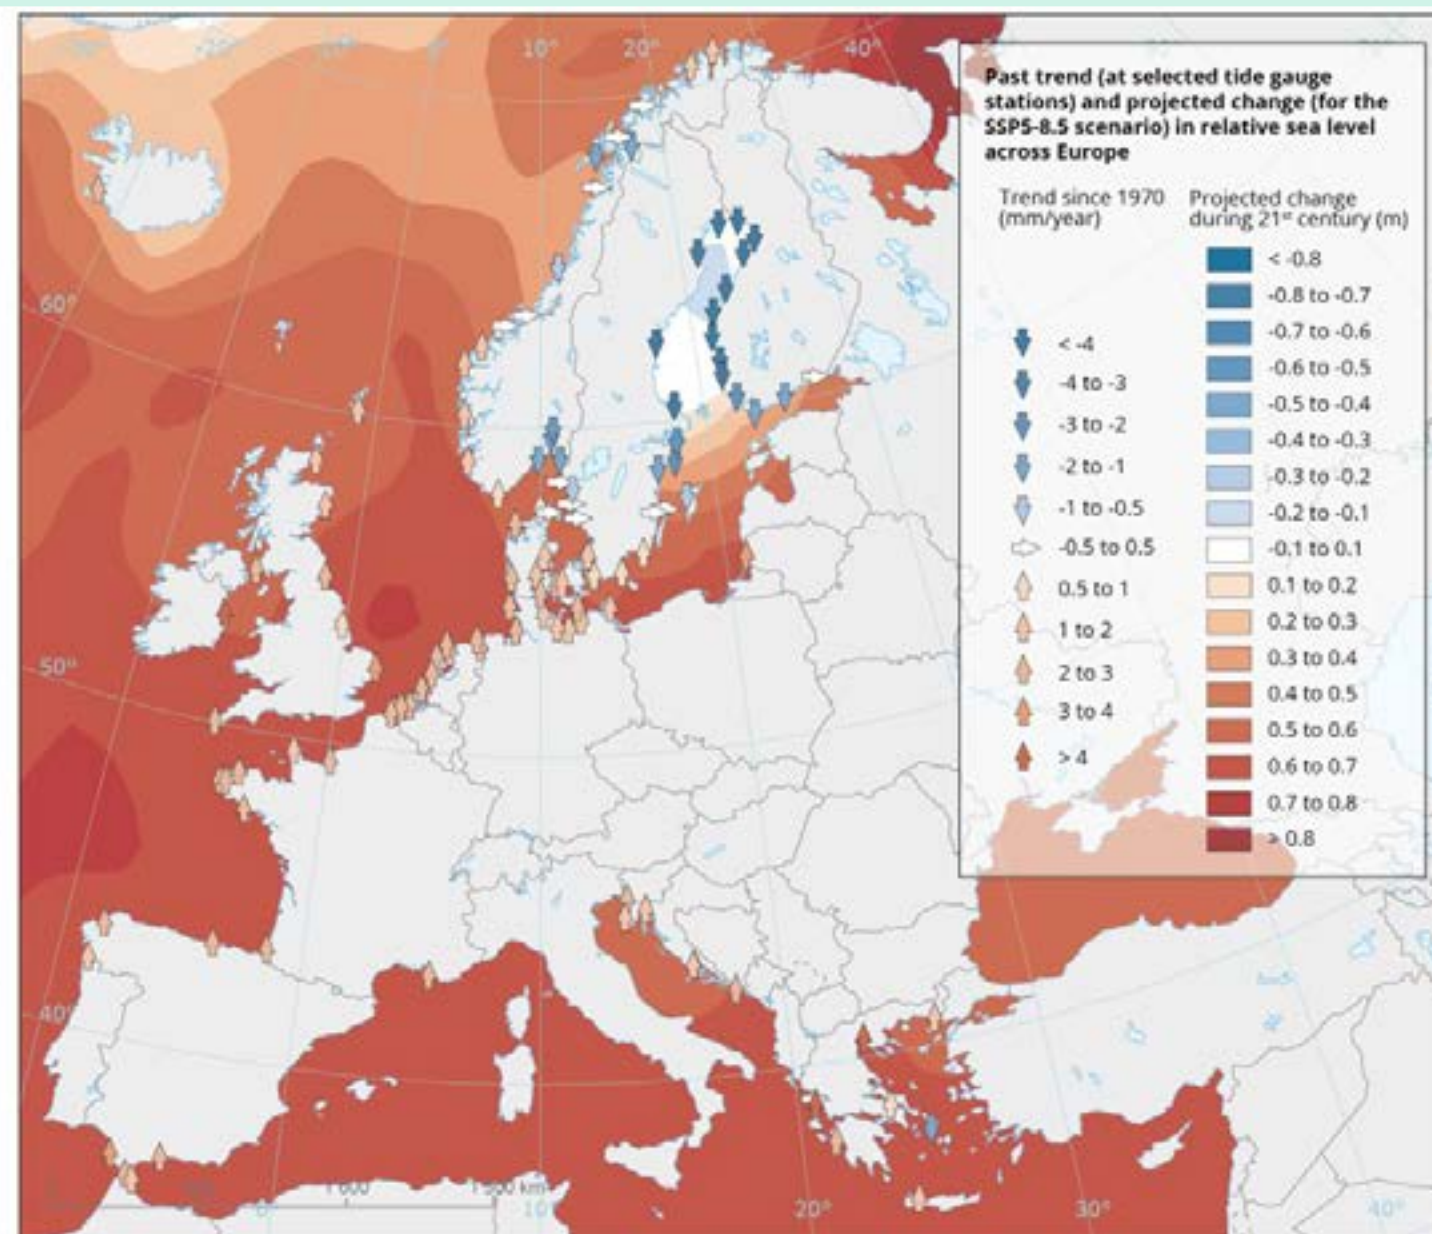 10°
20°
40°
60°
50°
40°
0°
10°
20°
30°
40°
Past trend (at selected tide gauge
stations) and projected change (for the
SSP5-8.5 scenario) in relative sea level
across Europe
Trend since 1970
(mm/year)
< -4
-4 to -3
-3 to -2
-2 to -1
-1 to -0.5
-0.5 to 0.5
0.5 to 1
1 to 2
2 to 3
3 to 4
> 4
Projected change
during 21st century (m)
< -0.8
-0.8 to -0.7
-0.7 to -0.6
-0.6 to -0.5
-0.5 to -0.4
-0.4 to -0.3
-0.3 to -0.2
-0.2 to -0.1
-0.1 to 0.1
0.1 to 0.2
0.2 to 0.3
0.3 to 0.4
0.4 to 0.5
0.5 to 0.6
0.6 to 0.7
0.7 to 0.8
> 0.8
1 500 km